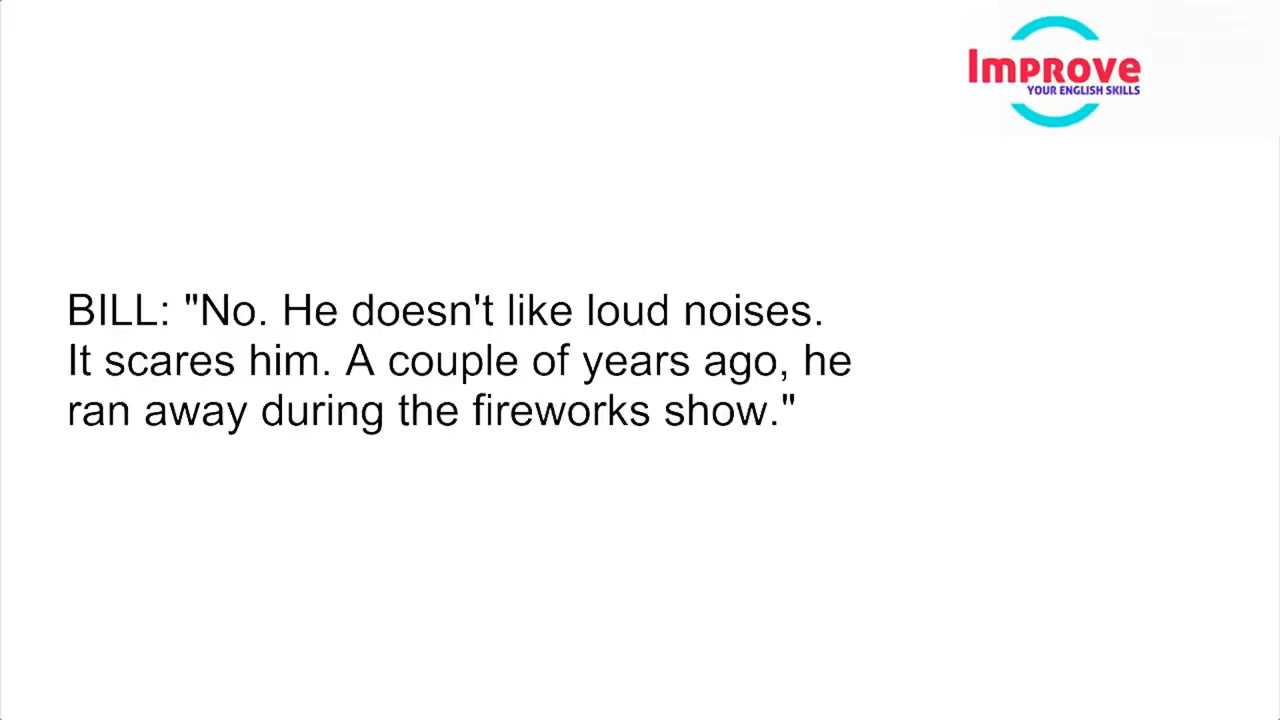 Improve
YOUR ENGLISH SKILLS
BILL: "No. He doesn't like loud noises.
It scares him. A couple of years ago, he
ran away during the fireworks show."